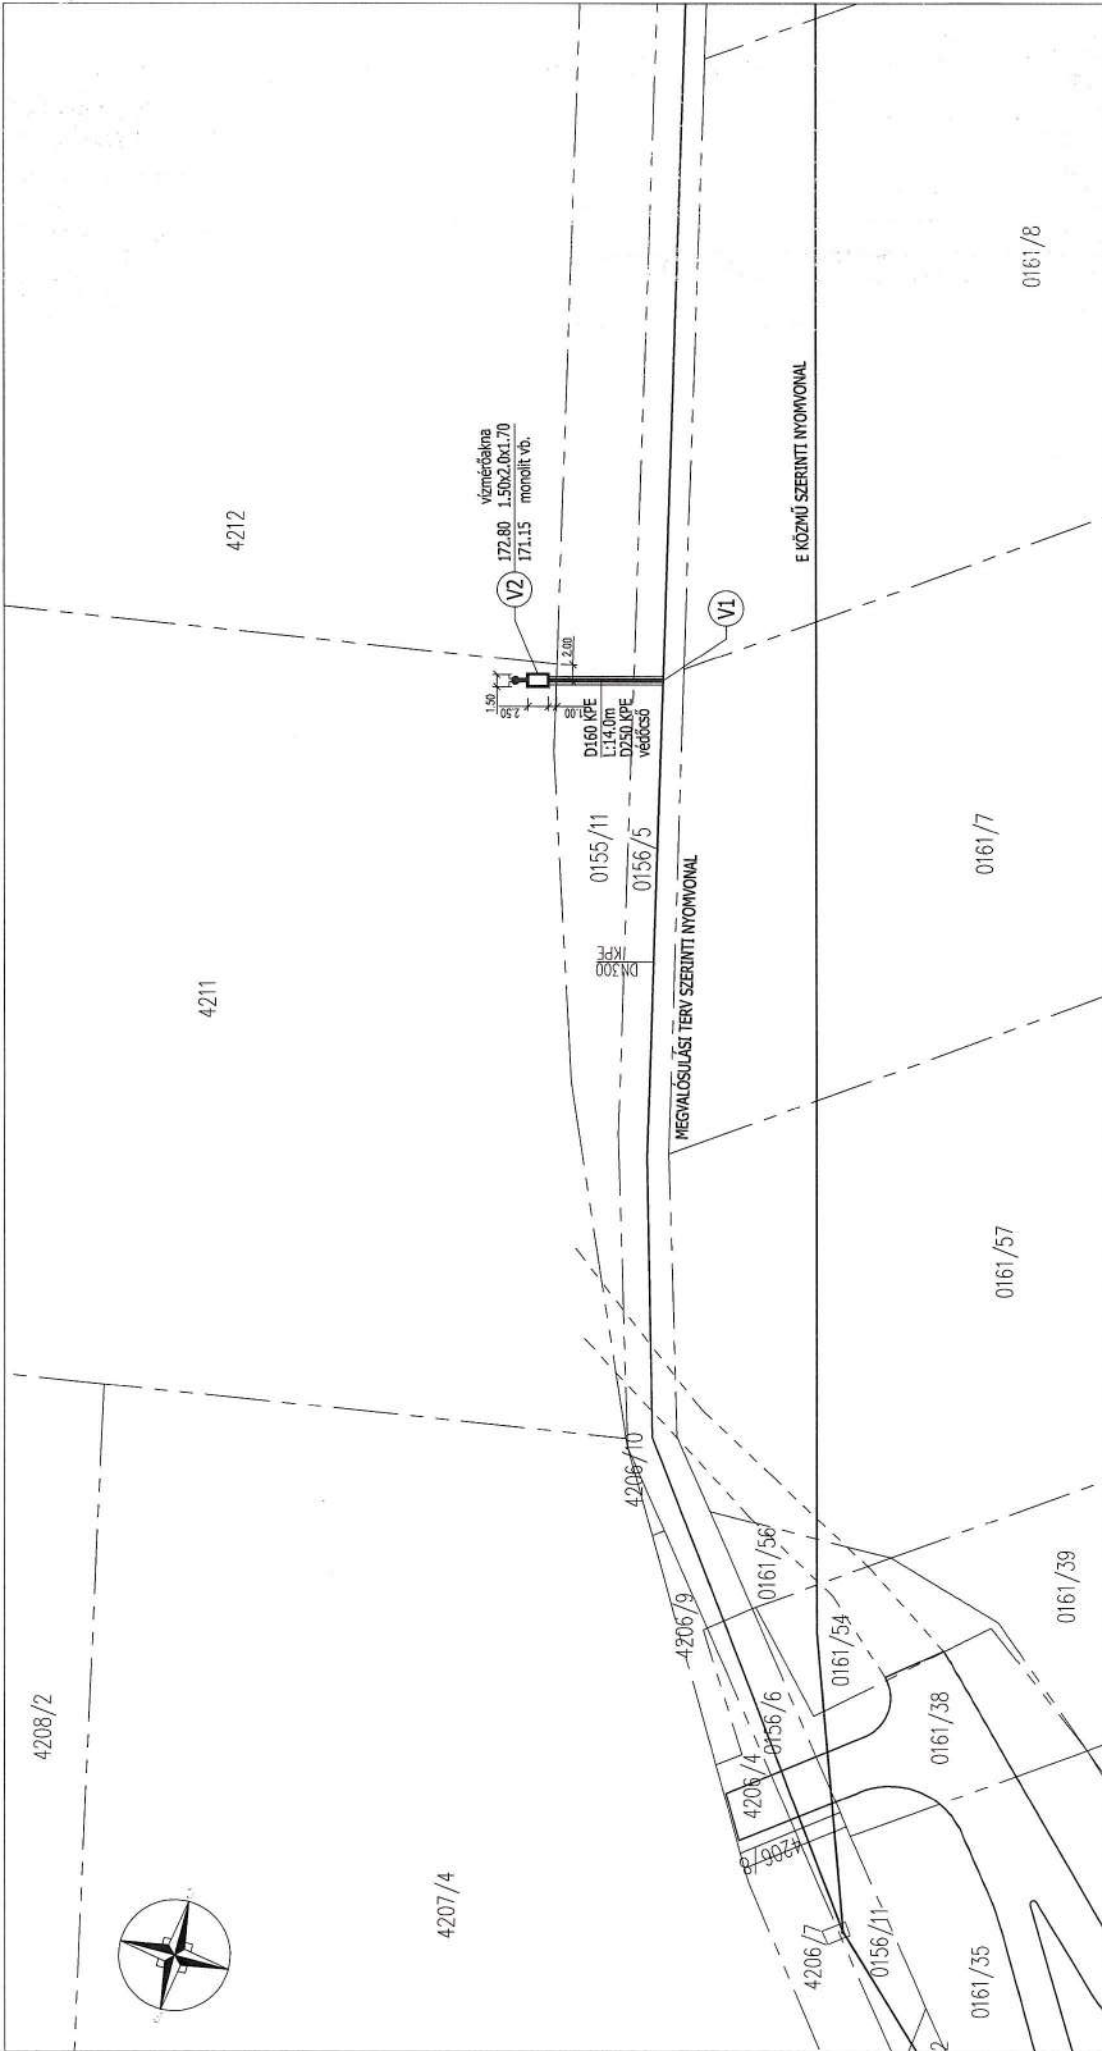 4208/2
4207/4
4211
4212
vízmérőakna
172.80 1.50x2.0x1.70
171.15 monolit vb.
V2
1.50
2.50
1.00
2.00
D160 KPE
L:14.0m
D250 KPE
védőcső
V1
0155/11
0156/5
DN300
KPE
MEGVALÓSULÁSI TERV SZERINTI NYOMVONAL
E KÖZMŰ SZERINTI NYOMVONAL
0161/8
0161/7
0161/57
0161/39
4206/10
0161/56
4206/9
0161/54
0156/6
4206/4
0161/38
4206/8
4206/7
0156/11
0161/35
2